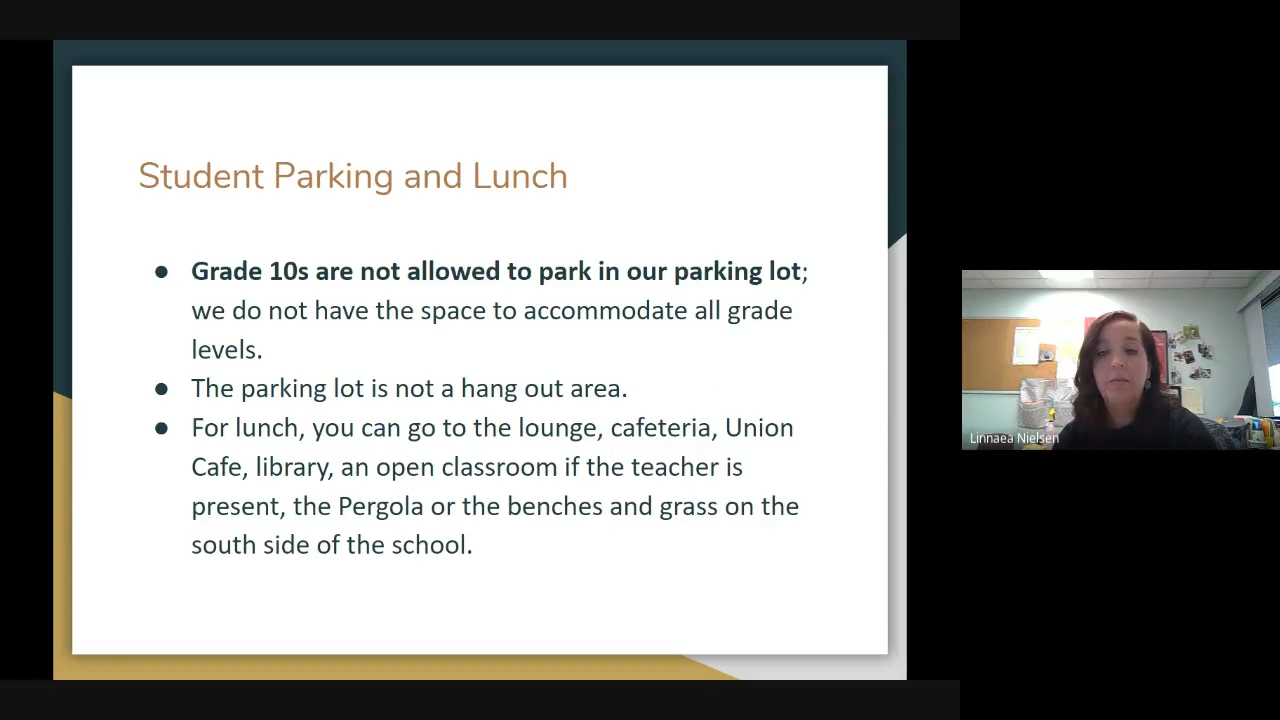 Student Parking and Lunch
● Grade 10s are not allowed to park in our parking lot;
we do not have the space to accommodate all grade
levels.
● The parking lot is not a hang out area.
● For lunch, you can go to the lounge, cafeteria, Union
Cafe, library, an open classroom if the teacher is
present, the Pergola or the benches and grass on the
south side of the school.
Linnaea Nielsen